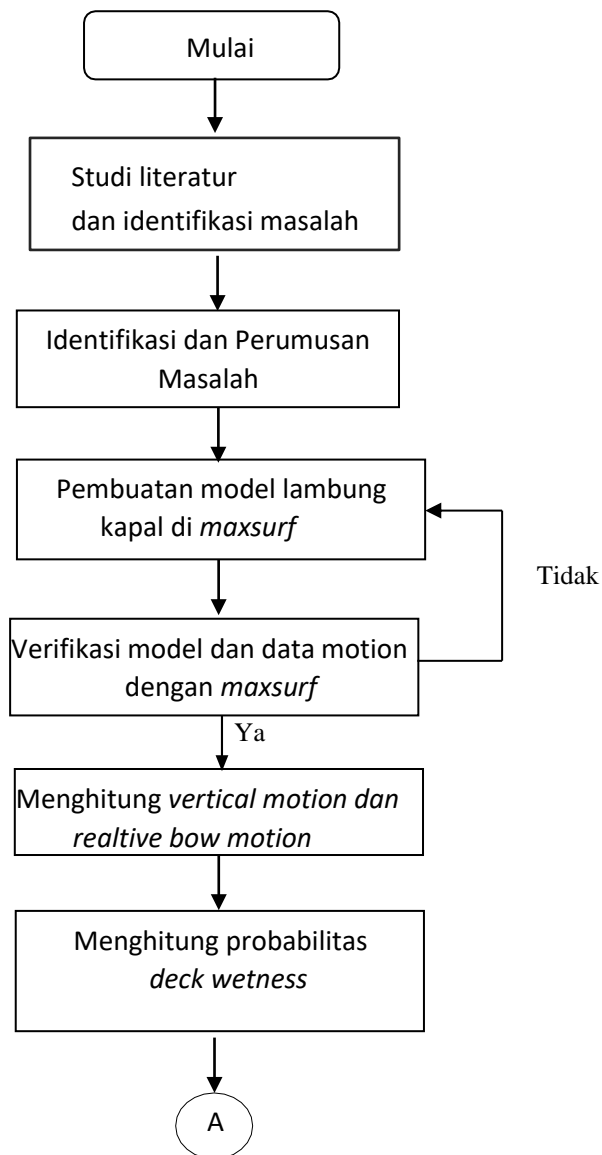 Mulai
Studi literatur
dan identifikasi masalah
Identifikasi dan Perumusan
Masalah
Pembuatan model lambung
kapal di maxsurf
Tidak
Verifikasi model dan data motion
dengan maxsurf
Ya
Menghitung vertical motion dan
realtive bow motion
Menghitung probabilitas
deck wetness
A